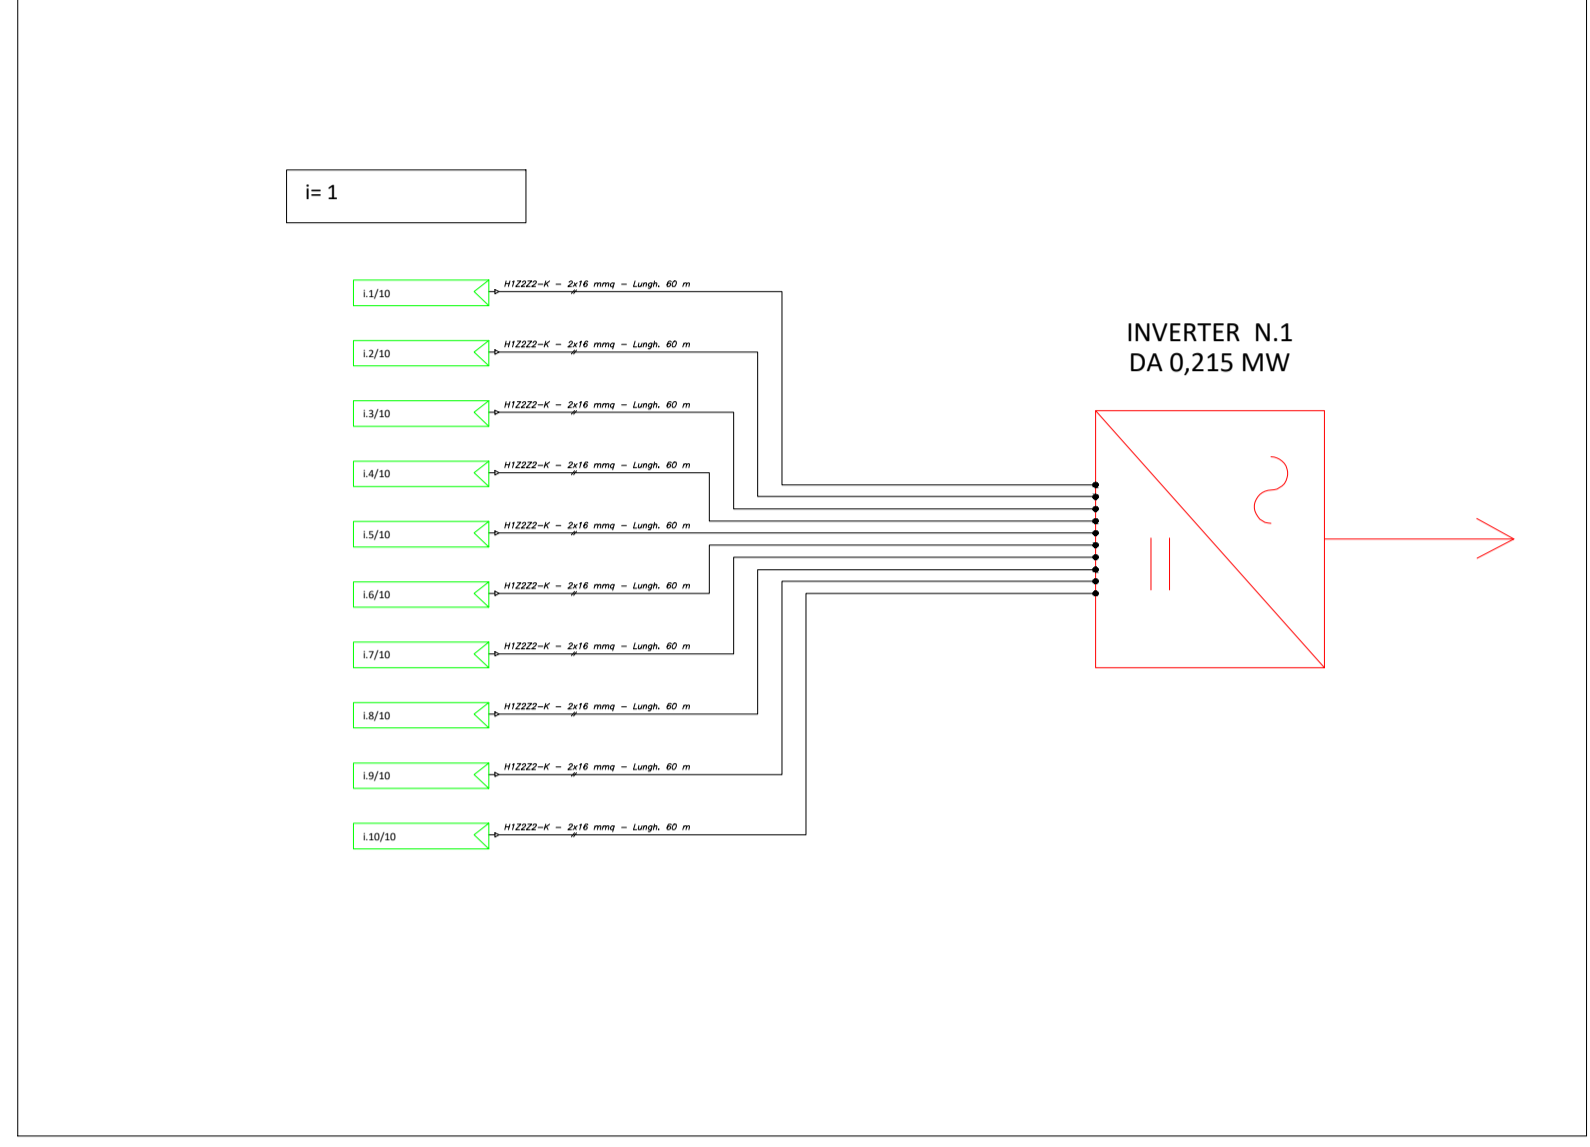 i= 1
i.1/10
H1Z2Z2-K - 2x16 mmq - Lungh. 60 m
i.2/10
H1Z2Z2-K - 2x16 mmq - Lungh. 60 m
INVERTER N.1
DA 0,215 MW
i.3/10
H1Z2Z2-K - 2x16 mmq - Lungh. 60 m
i.4/10
H1Z2Z2-K - 2x16 mmq - Lungh. 60 m
i.5/10
H1Z2Z2-K - 2x16 mmq - Lungh. 60 m
i.6/10
H1Z2Z2-K - 2x16 mmq - Lungh. 60 m
i.7/10
H1Z2Z2-K - 2x16 mmq - Lungh. 60 m
i.8/10
H1Z2Z2-K - 2x16 mmq - Lungh. 60 m
i.9/10
H1Z2Z2-K - 2x16 mmq - Lungh. 60 m
i.10/10
H1Z2Z2-K - 2x16 mmq - Lungh. 60 m